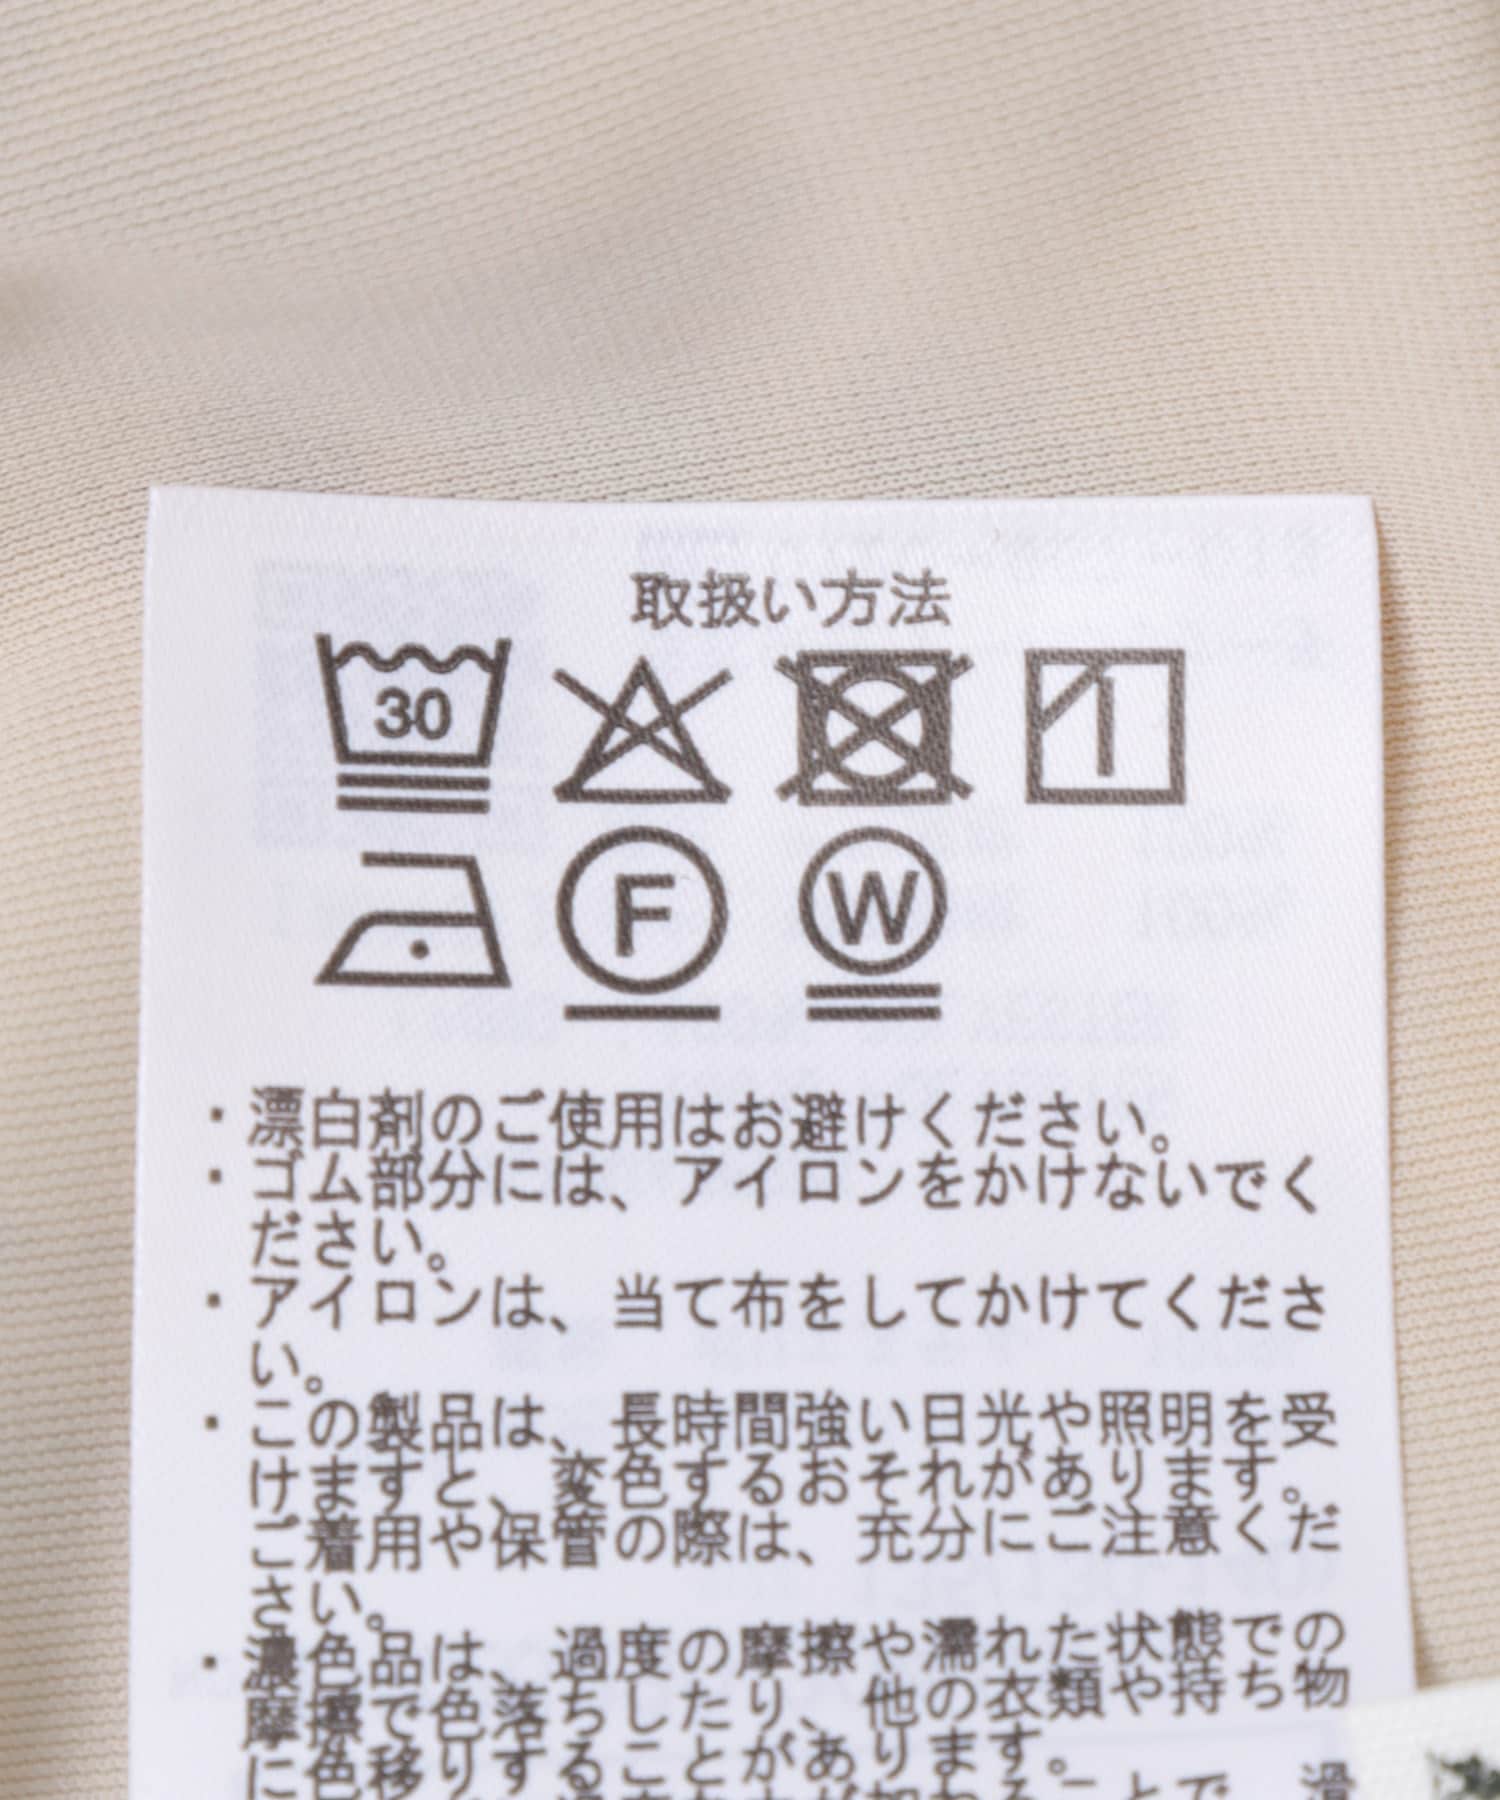 取扱い方法
30
F W
・漂白剤のご使用はお避けください。
・ゴム部分には、アイロンをかけないでく
ださい。
・アイロンは、当て布をしてかけてくださ
い。
・この製品は、長時間強い日光や照明を受
けますと、変色するおそれがあります。
ご着用や保管の際は、充分にご注意くだ
さい。
・濃色品は、過度の摩擦や濡れた状態での
摩擦で色落ちしたり、他の衣類や持ち物
に色移りすることがあります。